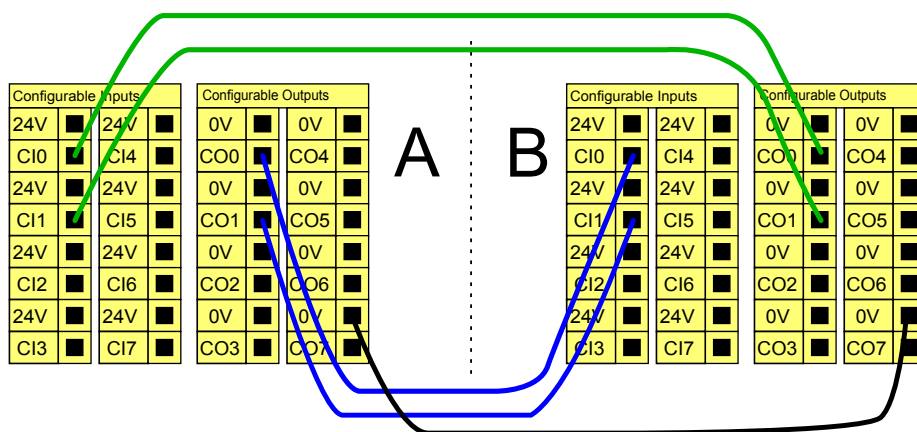 Configurable Inputs Configurable Outputs Configurable Inputs Configurable Outputs
24V 24V 0V 0V 24V 24V 0V 0V
CI0 CI4 CO0 CO4 A B CI0 CI4 CO0 CO4
24V 24V 0V 0V 24V 24V 0V 0V
CI1 CI5 CO1 CO5 CI1 CI5 CO1 CO5
24V 24V 0V 0V 24V 24V 0V 0V
CI2 CI6 CO2 CO6 CI2 CI6 CO2 CO6
24V 24V 0V 0V 24V 24V 0V 0V
CI3 CI7 CO3 CO7 CI3 CI7 CO3 CO7